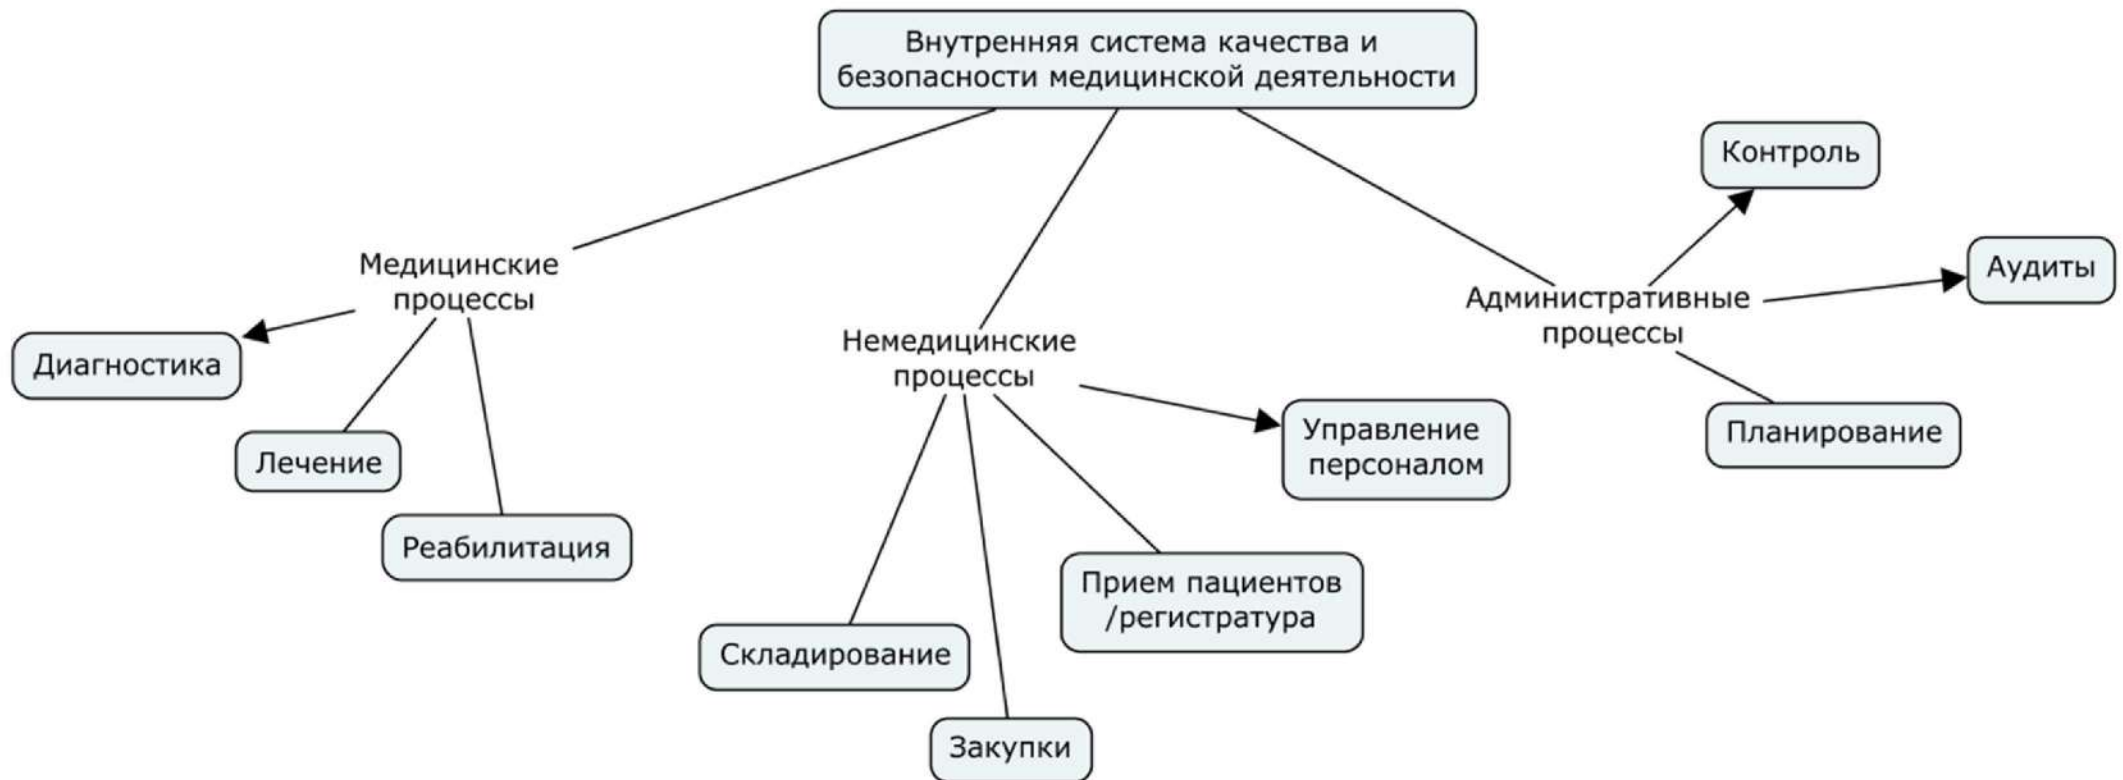 Внутренняя система качества и
безопасности медицинской деятельности
Контроль
Аудиты
Медицинские
процессы
Административные
процессы
Немедицинские
процессы
Диагностика
Управление
персоналом
Планирование
Лечение
Реабилитация
Прием пациентов
/регистратура
Складирование
Закупки